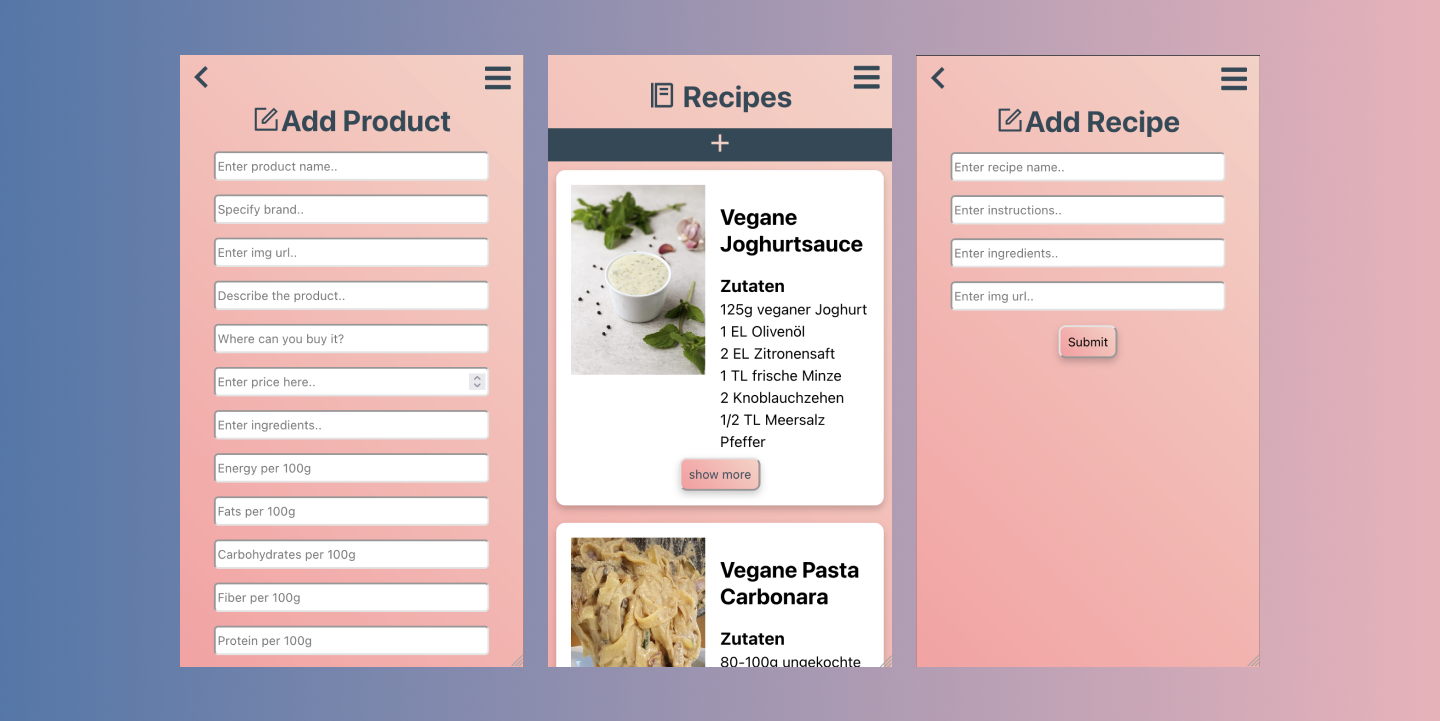 Add Product
Enter product name..
Specify brand..
Enter img url..
Describe the product..
Where can you buy it?
Enter price here..
Enter ingredients..
Energy per 100g
Fats per 100g
Carbohydrates per 100g
Fiber per 100g
Protein per 100g
Recipes
+
Vegane
Joghurtsauce
Zutaten
125g veganer Joghurt
1 EL Olivenöl
2 EL Zitronensaft
1 TL frische Minze
2 Knoblauchzehen
1/2 TL Meersalz
Pfeffer
show more
Vegane Pasta
Carbonara
Zutaten
80-100g ungekochte
Add Recipe
Enter recipe name..
Enter instructions..
Enter ingredients..
Enter img url..
Submit